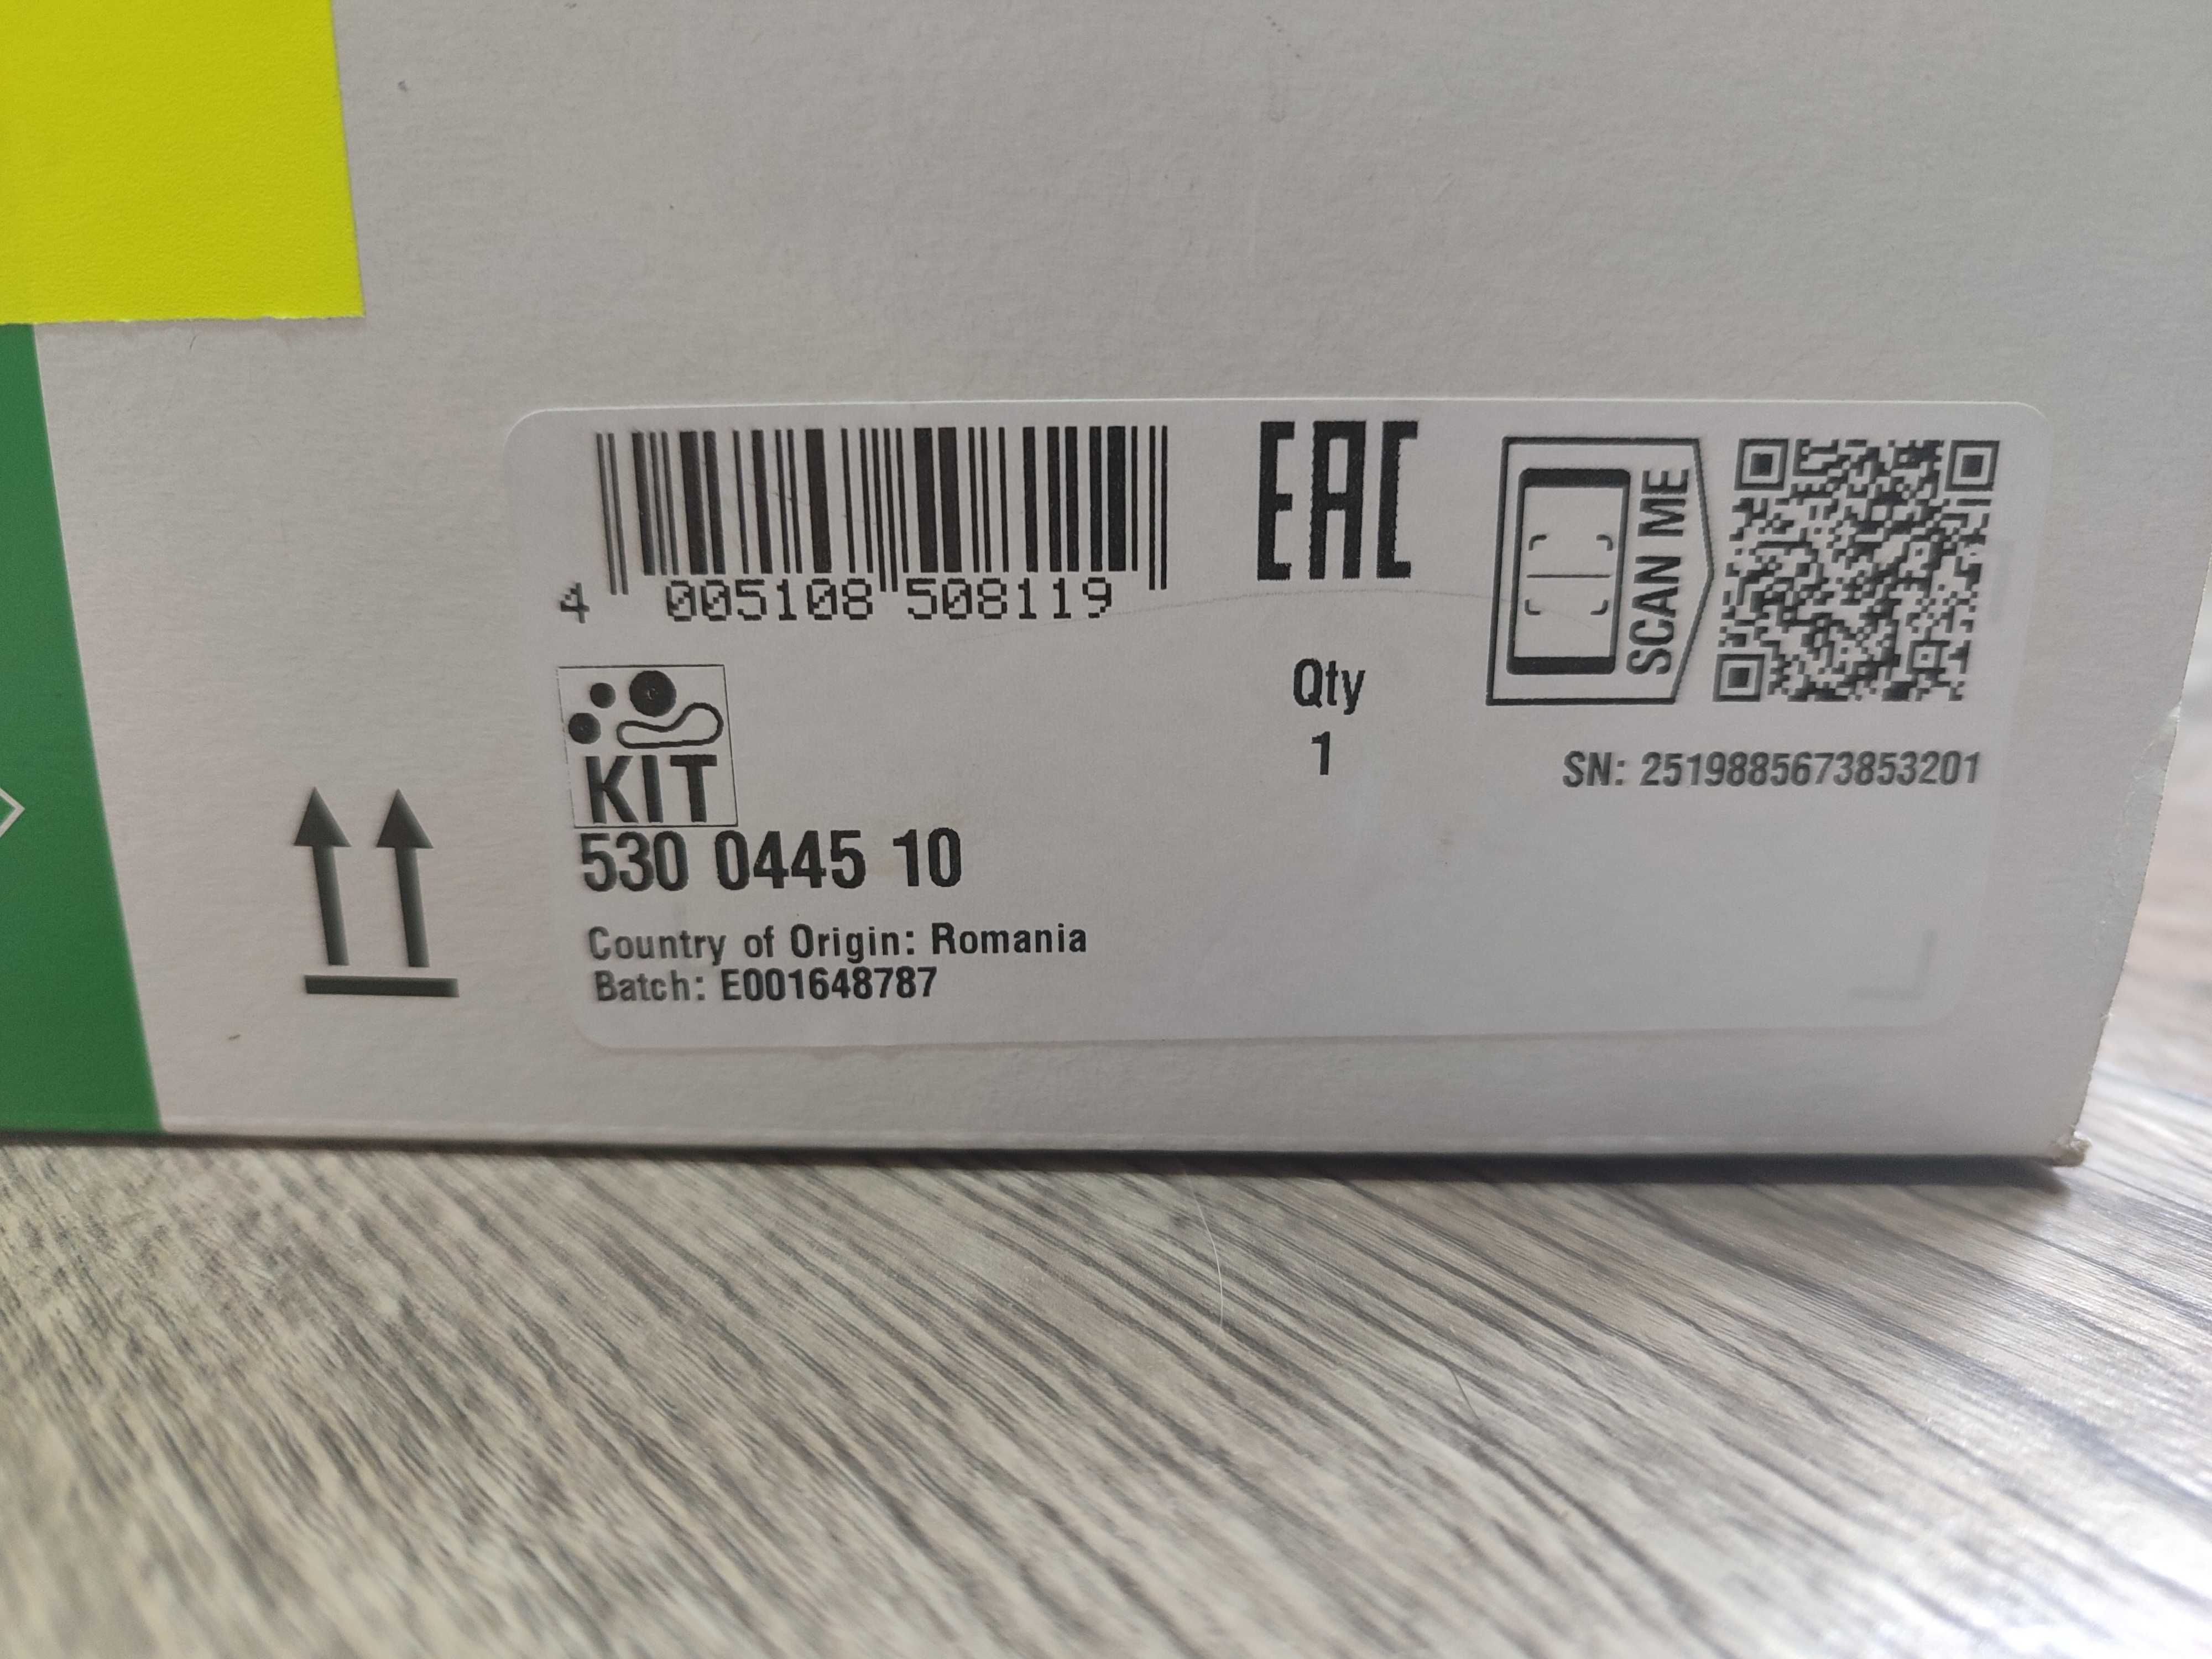 4 005108 508119
EAC
SCAN ME
KIT
Qty
1
SN: 2519885673853201
530 0445 10
Country of Origin: Romania
Batch: E001648787